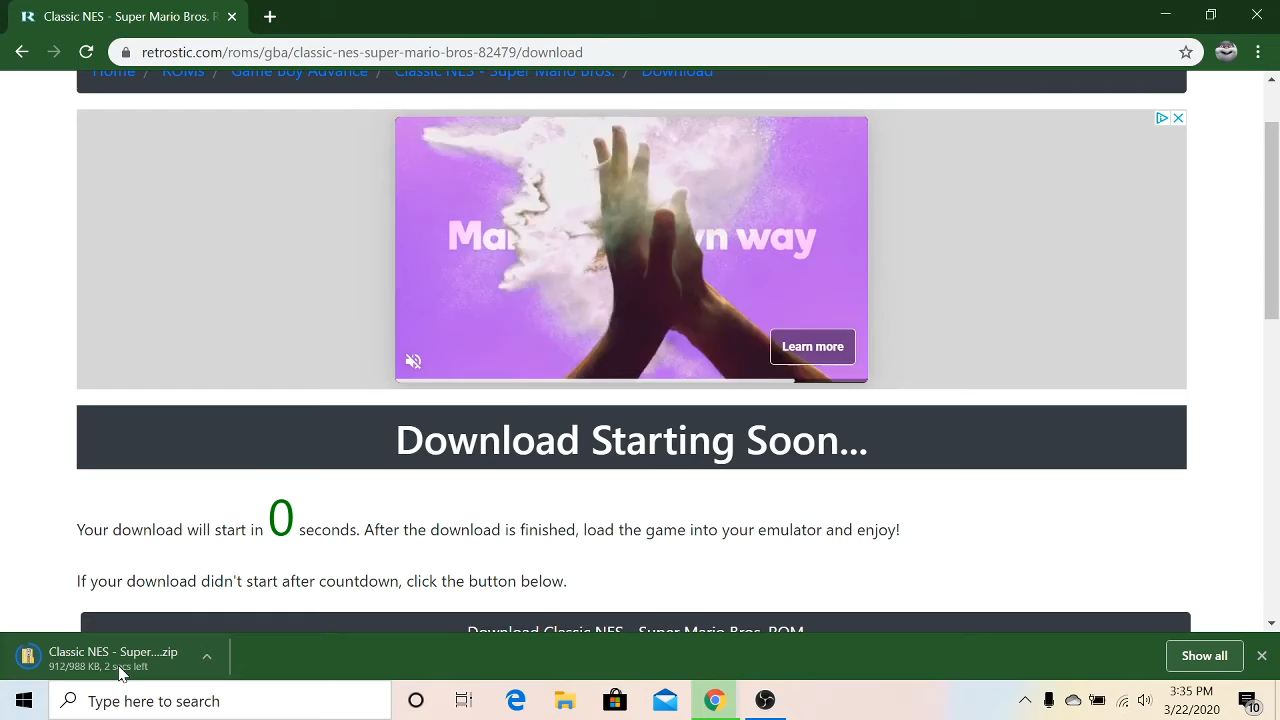 Classic NES - Super Mario Bros. R
retrostic.com/roms/gba/classic-nes-super-mario-bros-82479/download
Home / ROMs / Game Boy Advance / Classic NES - Super Mario Bros. / Download
Ma wn way
Learn more
Download Starting Soon...
Your download will start in 0 seconds. After the download is finished, load the game into your emulator and enjoy!
If your download didn't start after countdown, click the button below.
Download Classic NES - Super Mario Bros. ROM
Classic NES - Super....zip
912/988 KB, 2 secs left
Show all
Type here to search
3:35 PM
3/22/2020
10